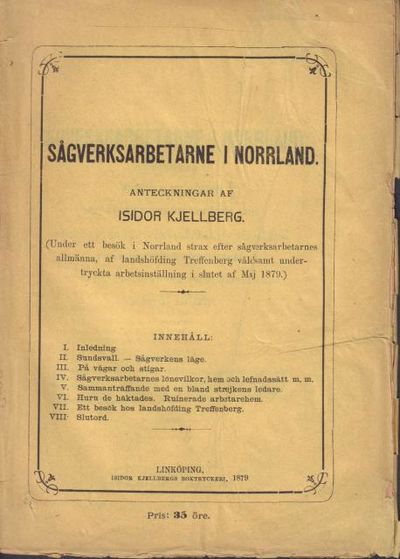 SÅGVERKSARBETARNE I NORRLAND.
ANTECKNINGAR AF
ISIDOR KJELLBERG.
(Under ett besök i Norrland strax efter sågverksarbetarnes
allmänna, af landshöfding Treffenberg våldsamt under-
tryckta arbetsinställning i slutet af Maj 1879.)
INNEHÅLL:
I. Inledning
II. Sundsvall. — Sågverkens läge.
III. På vägar och stigar.
IV. Sågverksarbetarnes lönevilkor, hem och lefnadssätt m. m.
V. Sammanträffande med en bland strejkens ledare.
VI. Huru de häktades. Ruinerade arbetarehem.
VII. Ett besök hos landshöfding Treffenberg.
VIII. Slutord.
LINKÖPING,
ISIDOR KJELLBERGS BOKTRYCKERI, 1879
Pris: 35 öre.